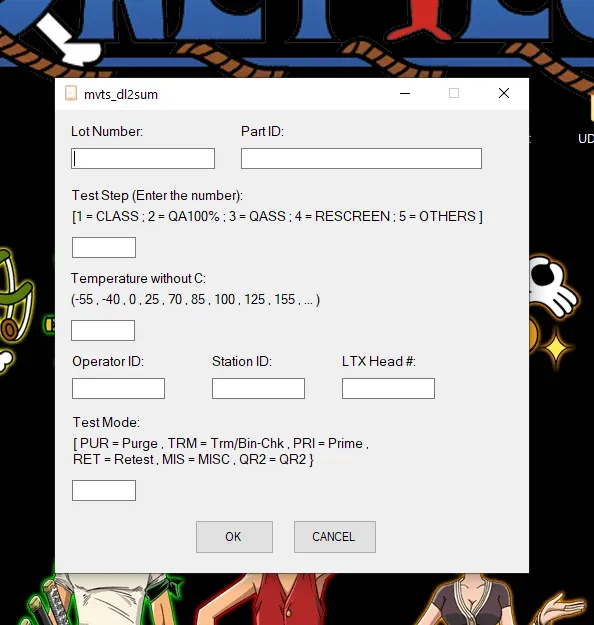 mvts_dl2sum
Lot Number: Part ID:
Test Step (Enter the number):
[1 = CLASS ; 2 = QA100% ; 3 = QASS ; 4 = RESCREEN ; 5 = OTHERS ]
Temperature without C:
(-55 , -40 , 0 , 25 , 70 , 85 , 100 , 125 , 155 , ... )
Operator ID: Station ID: LTX Head #:
Test Mode:
[ PUR = Purge , TRM = Trm/Bin-Chk , PRI = Prime ,
RET = Retest , MIS = MISC , QR2 = QR2 }
OK CANCEL